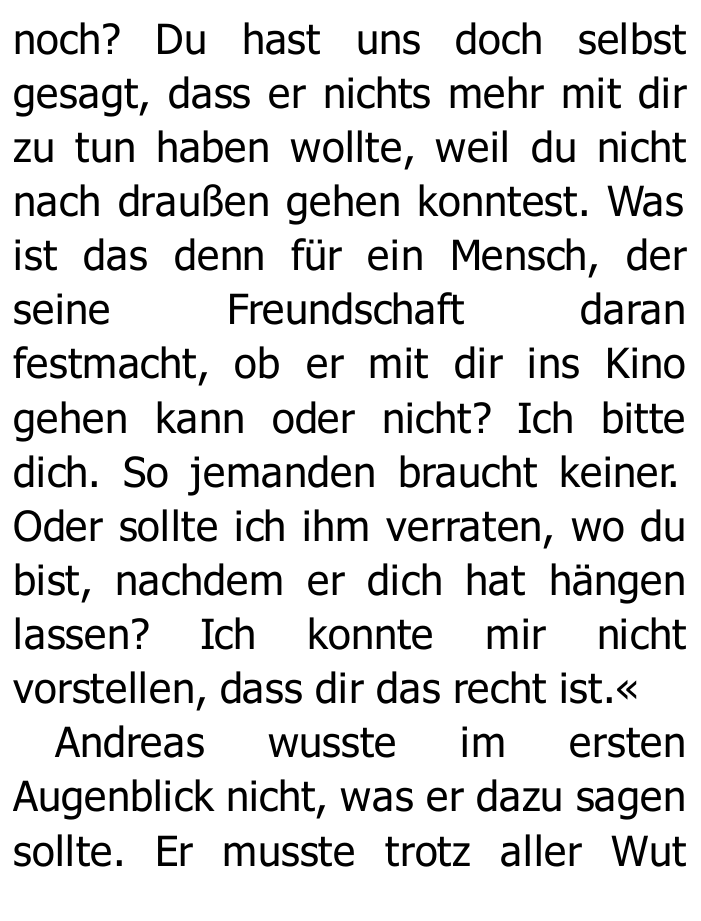 noch? Du hast uns doch selbst
gesagt, dass er nichts mehr mit dir
zu tun haben wollte, weil du nicht
nach draußen gehen konntest. Was
ist das denn für ein Mensch, der
seine Freundschaft daran
festmacht, ob er mit dir ins Kino
gehen kann oder nicht? Ich bitte
dich. So jemanden braucht keiner.
Oder sollte ich ihm verraten, wo du
bist, nachdem er dich hat hängen
lassen? Ich konnte mir nicht
vorstellen, dass dir das recht ist.«
Andreas wusste im ersten
Augenblick nicht, was er dazu sagen
sollte. Er musste trotz aller Wut